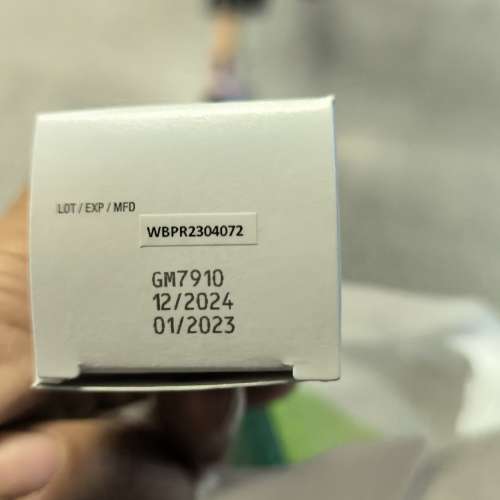 LOT / EXP / MFD
WBPR2304072
GM7910
12/2024
01/2023